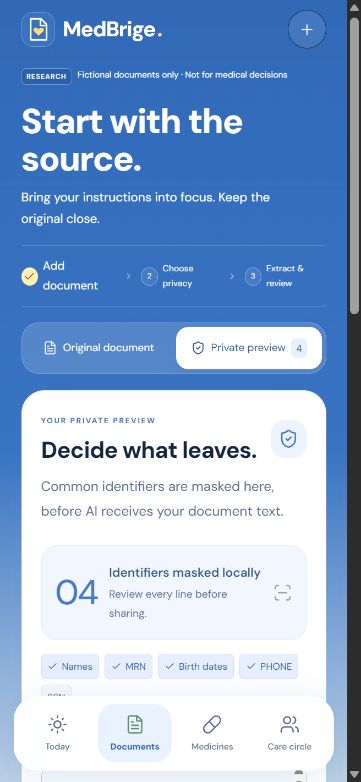 MedBrige.
RESEARCH Fictional documents only · Not for medical decisions
Start with the
source.
Bring your instructions into focus. Keep the
original close.
Add
document
2 Choose
privacy
3 Extract &
review
Original document
Private preview 4
YOUR PRIVATE PREVIEW
Decide what leaves.
Common identifiers are masked here,
before AI receives your document text.
04 Identifiers masked locally
Review every line before
sharing.
Names MRN Birth dates PHONE
Today Documents Medicines Care circle